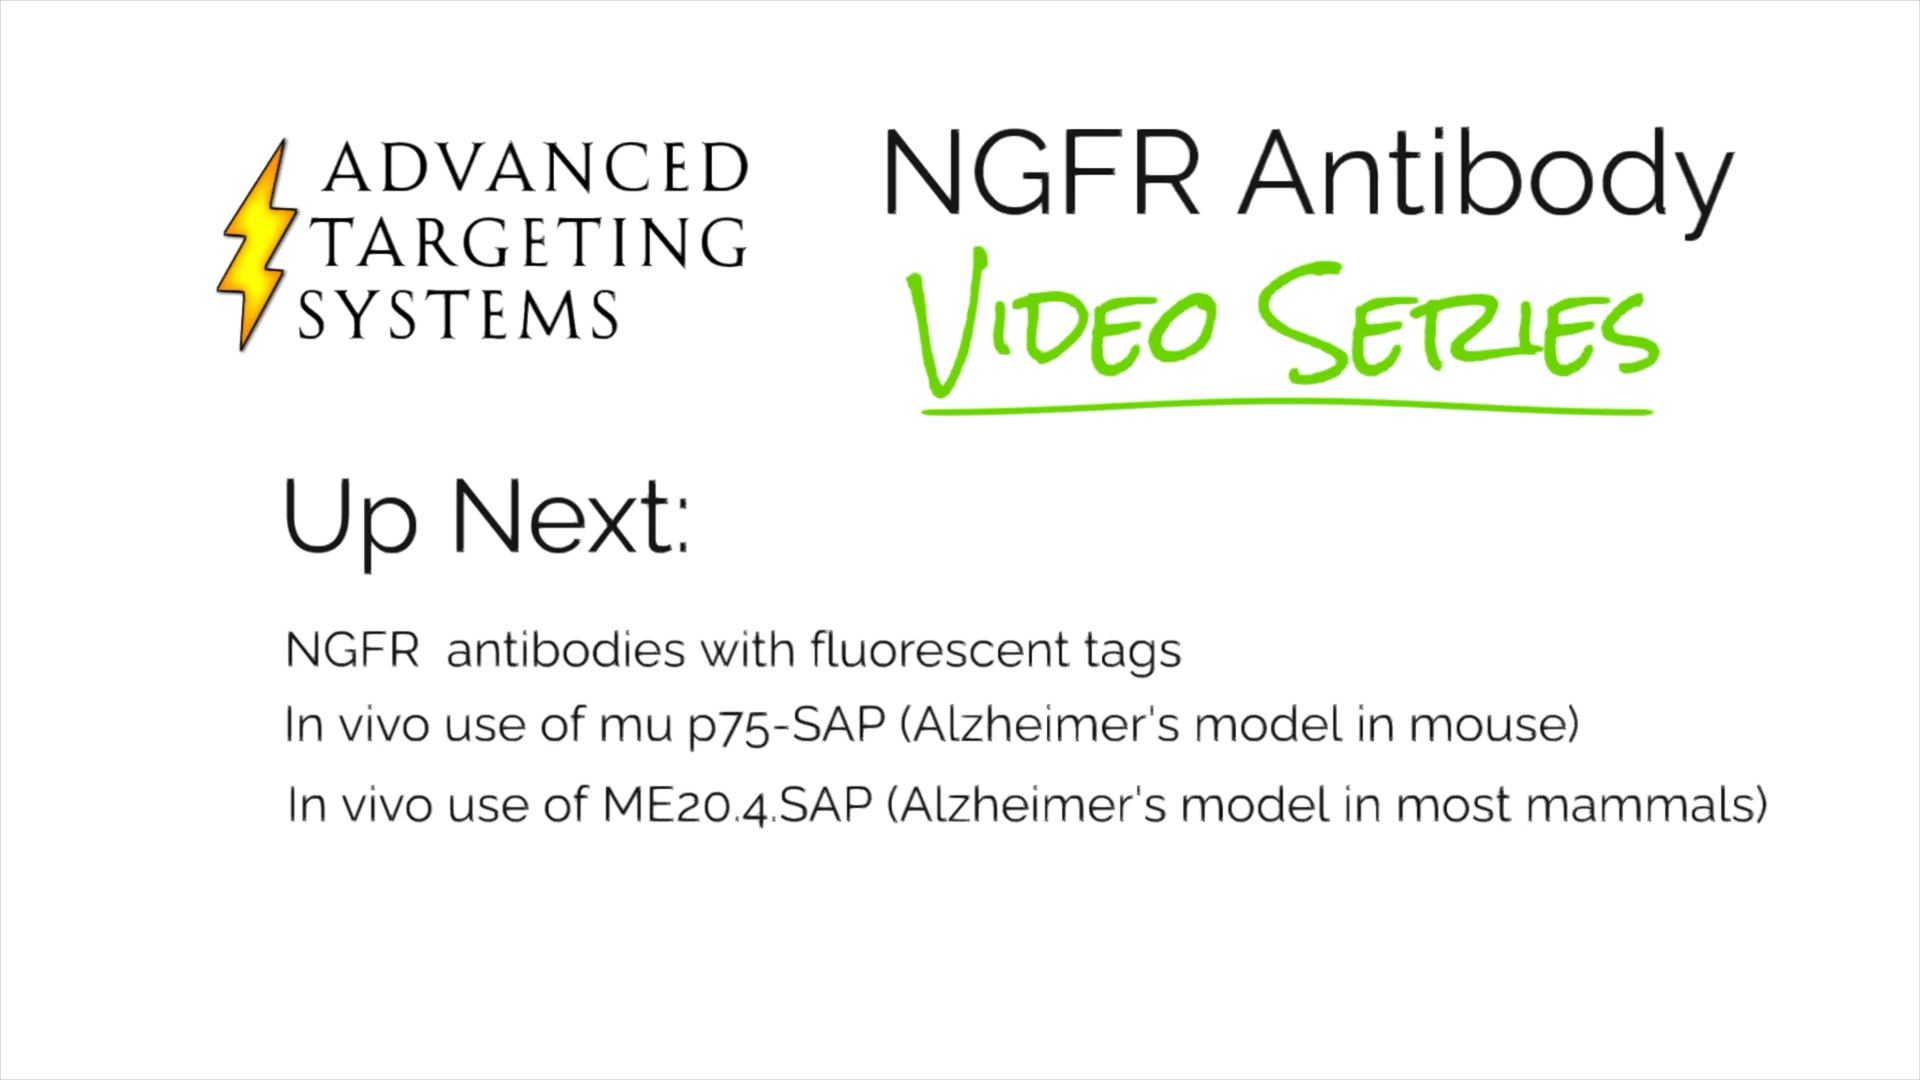 ADVANCED
TARGETING
SYSTEMS
NGFR Antibody
VIDEO SERIES
Up Next:
NGFR antibodies with fluorescent tags
In vivo use of mu p75-SAP (Alzheimer's model in mouse)
In vivo use of ME20.4.SAP (Alzheimer's model in most mammals)